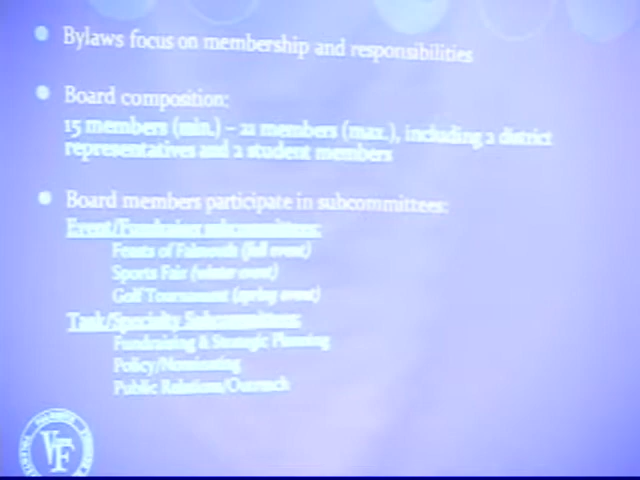 Bylaws focus on membership and responsibilities
Board composition:
15 members (min.) – 21 members (max.), including 2 district
representatives and 2 student members
Board members participate in subcommittees:
Event/Fundraising subcommittees:
Feasts of Falmouth (fall event)
Sports Fair (winter event)
Golf Tournament (spring event)
Task/Specialty Subcommittees:
Fundraising & Strategic Planning
Policy/Nominating
Public Relations/Outreach
VF